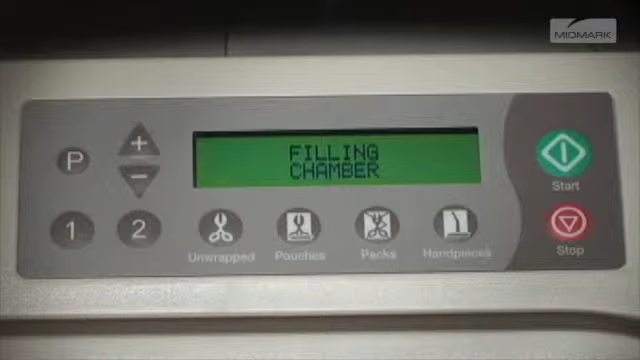 MIDMARK
FILLING
CHAMBER
P
+
−
1
2
Unwrapped
Pouches
Packs
Handpieces
Start
Stop